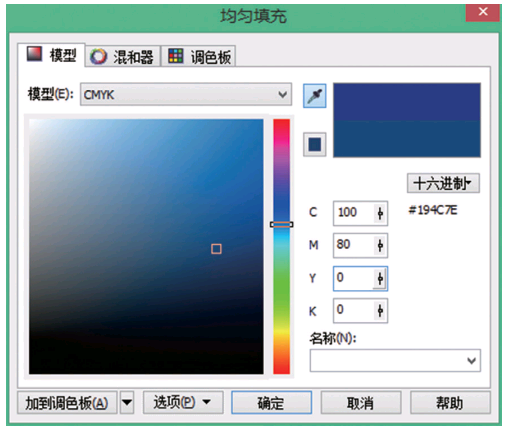 均匀填充
模型 混和器 调色板
模型(E): CMYK
十六进制
C 100 #194C7E
M 80
Y 0
K 0
名称(N):
加到调色板(A) 选项(P) 确定 取消 帮助